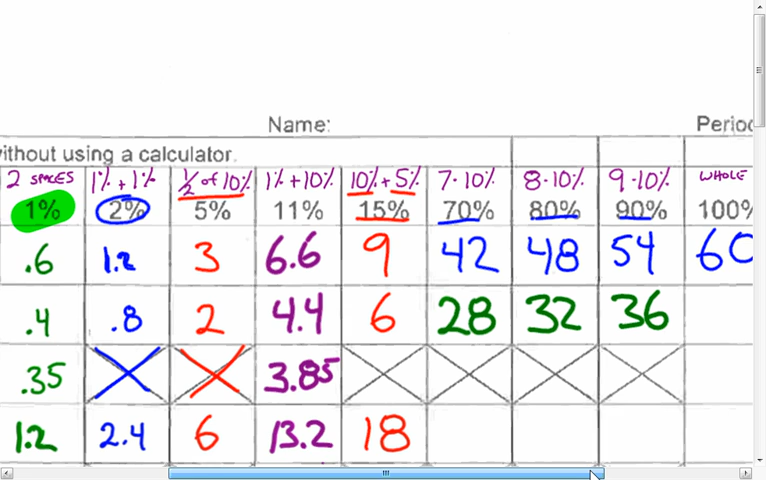 Name:
Period
without using a calculator.
2 SPACES 1% + 1% ½ of 10% 1% + 10% 10% + 5% 7·10% 8·10% 9·10% WHOLE
1% 2% 5% 11% 15% 70% 80% 90% 100%
.6 1.2 3 6.6 9 42 48 54 60
.4 .8 2 4.4 6 28 32 36
.35 3.85
1.2 2.4 6 13.2 18